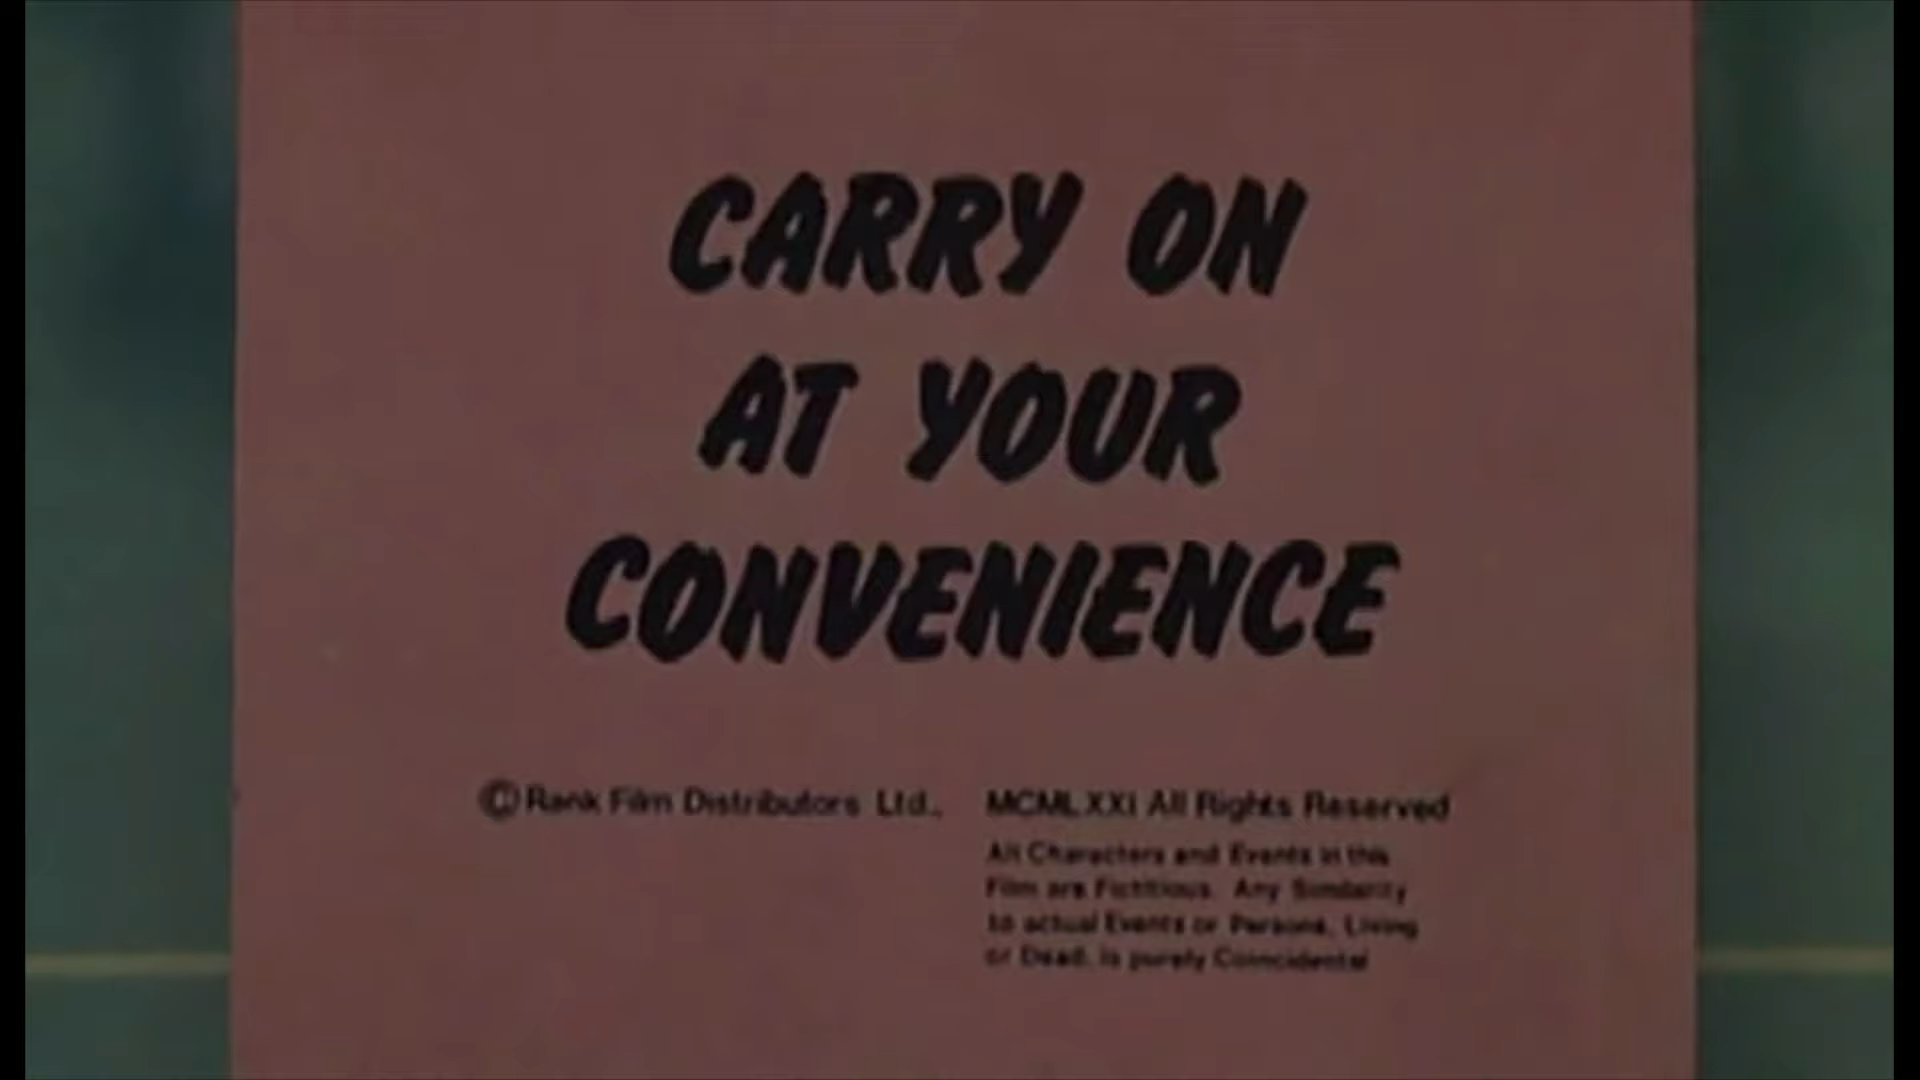 CARRY ON
AT YOUR
CONVENIENCE
©Rank Film Distributors Ltd., MCMLXXI All Rights Reserved
All Characters and Events in this
Film are Fictitious. Any Similarity
to actual Events or Persons, Living
or Dead, is purely Coincidental